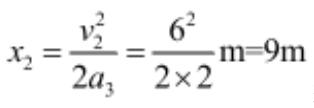 x₂ = v₂²/2a₃ = 6²/2×2 m=9m